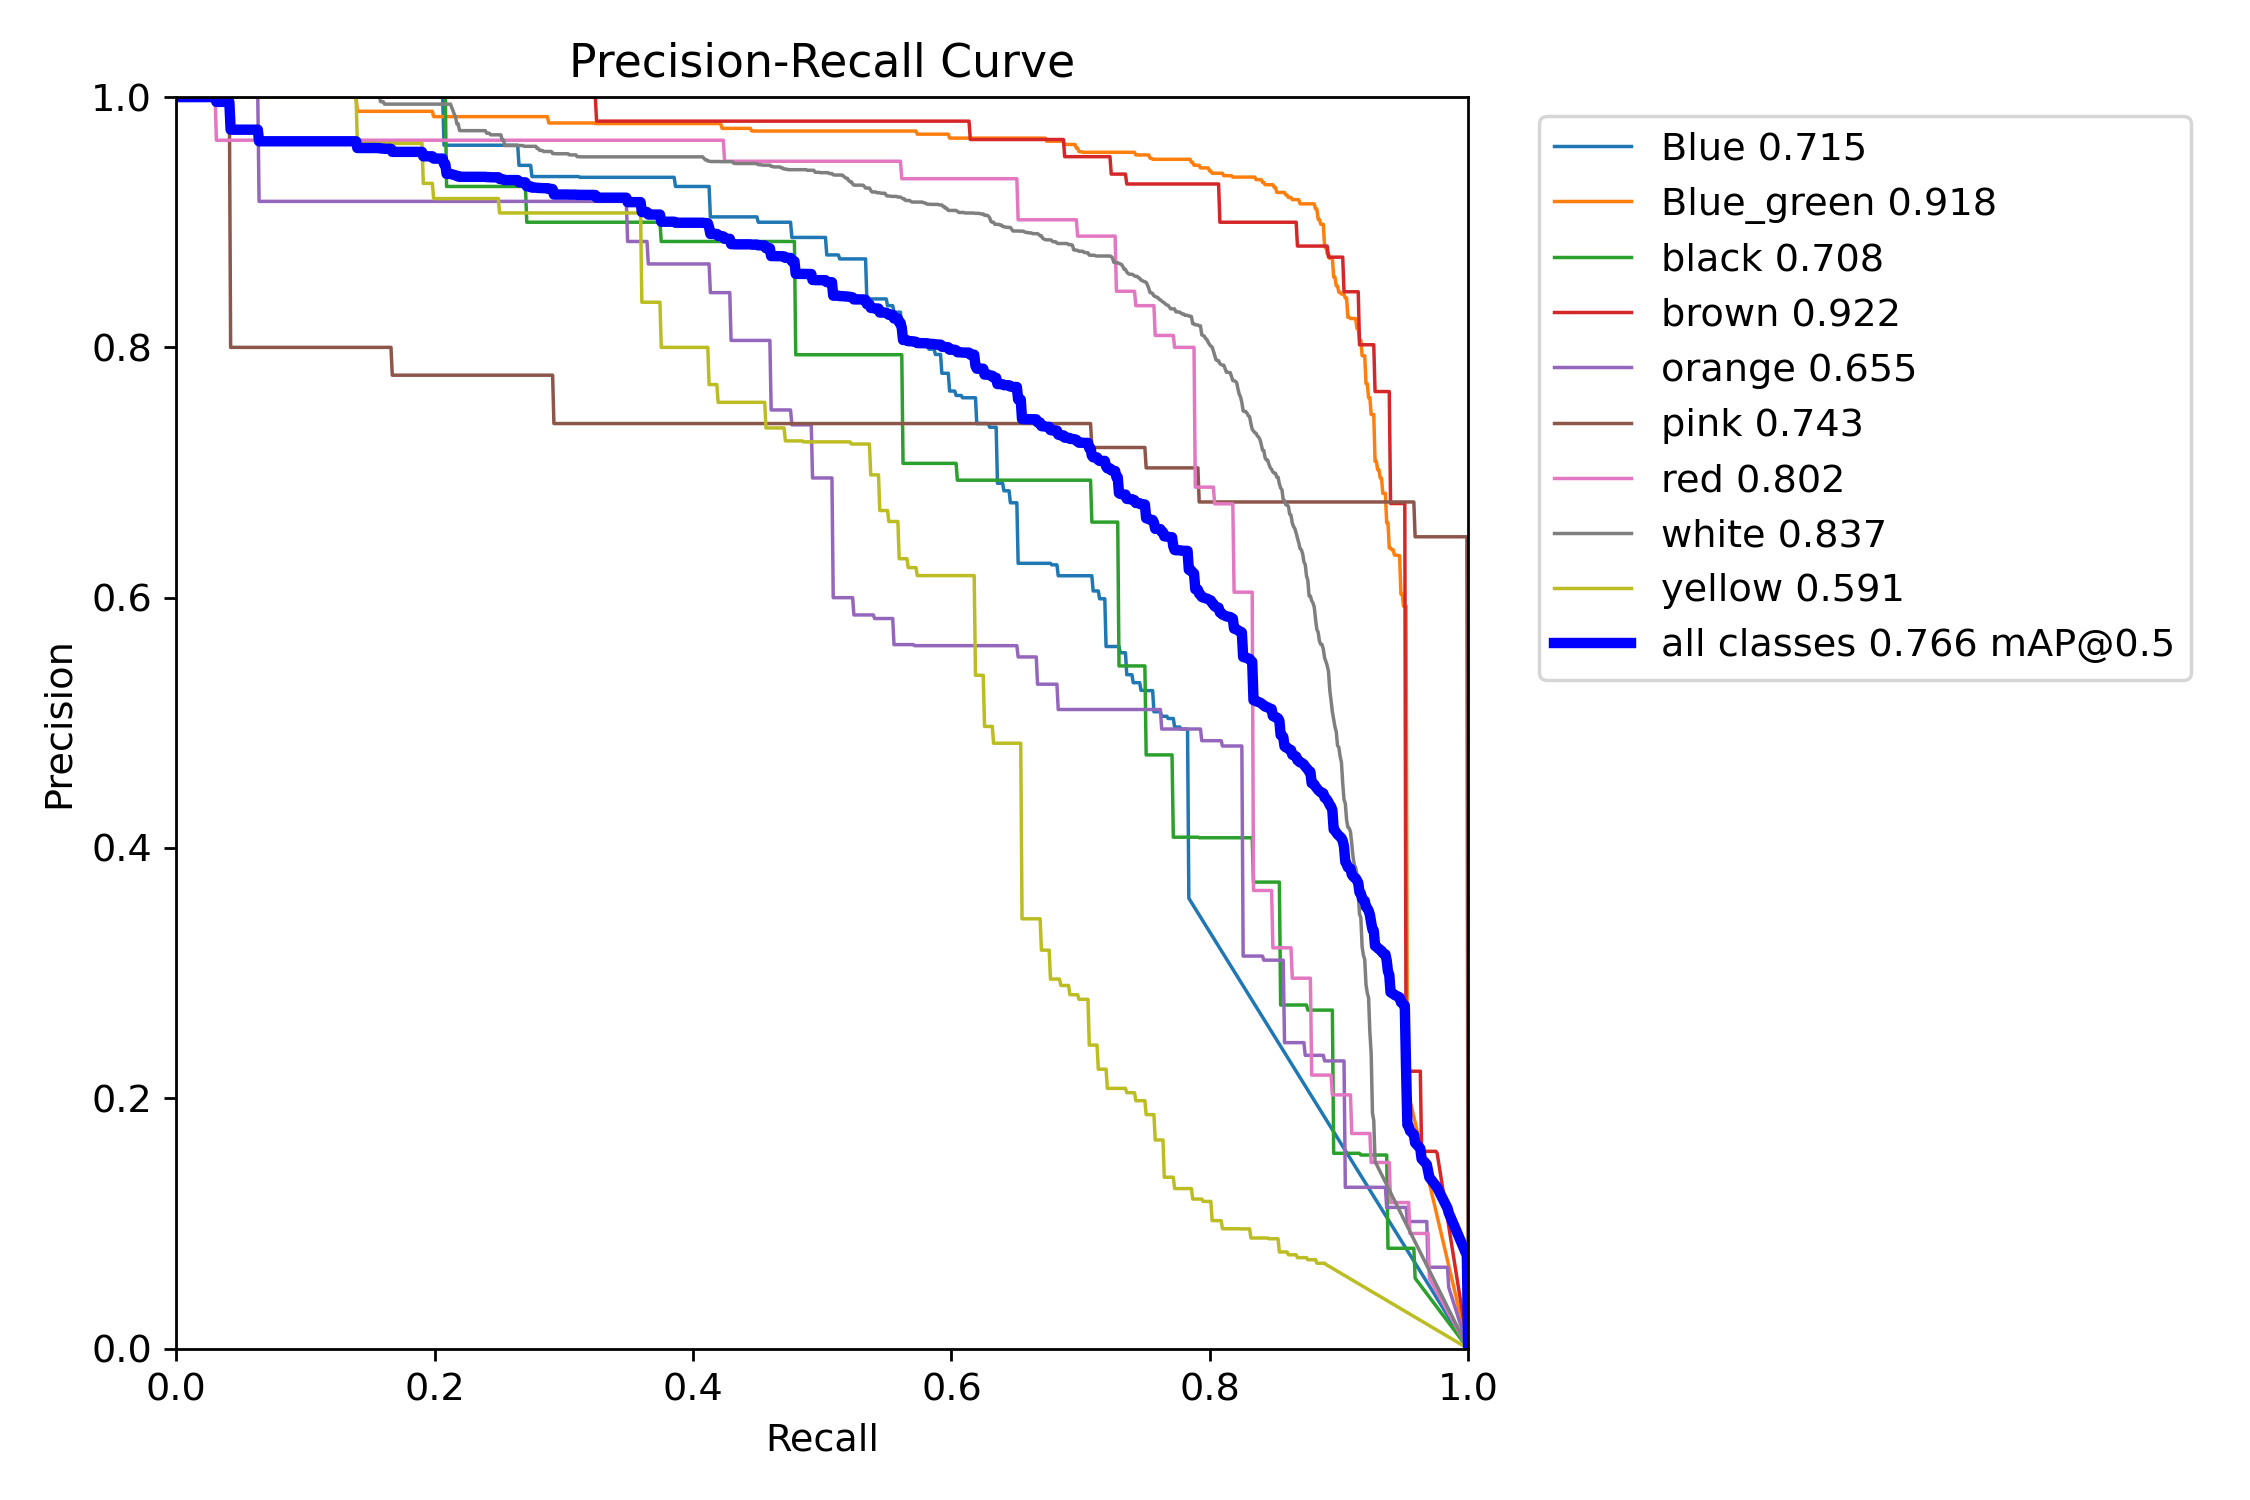 Precision-Recall Curve
1.0
0.8
0.6
0.4
0.2
0.0
Precision
0.0 0.2 0.4 0.6 0.8 1.0
Recall
Blue 0.715
Blue_green 0.918
black 0.708
brown 0.922
orange 0.655
pink 0.743
red 0.802
white 0.837
yellow 0.591
all classes 0.766 mAP@0.5